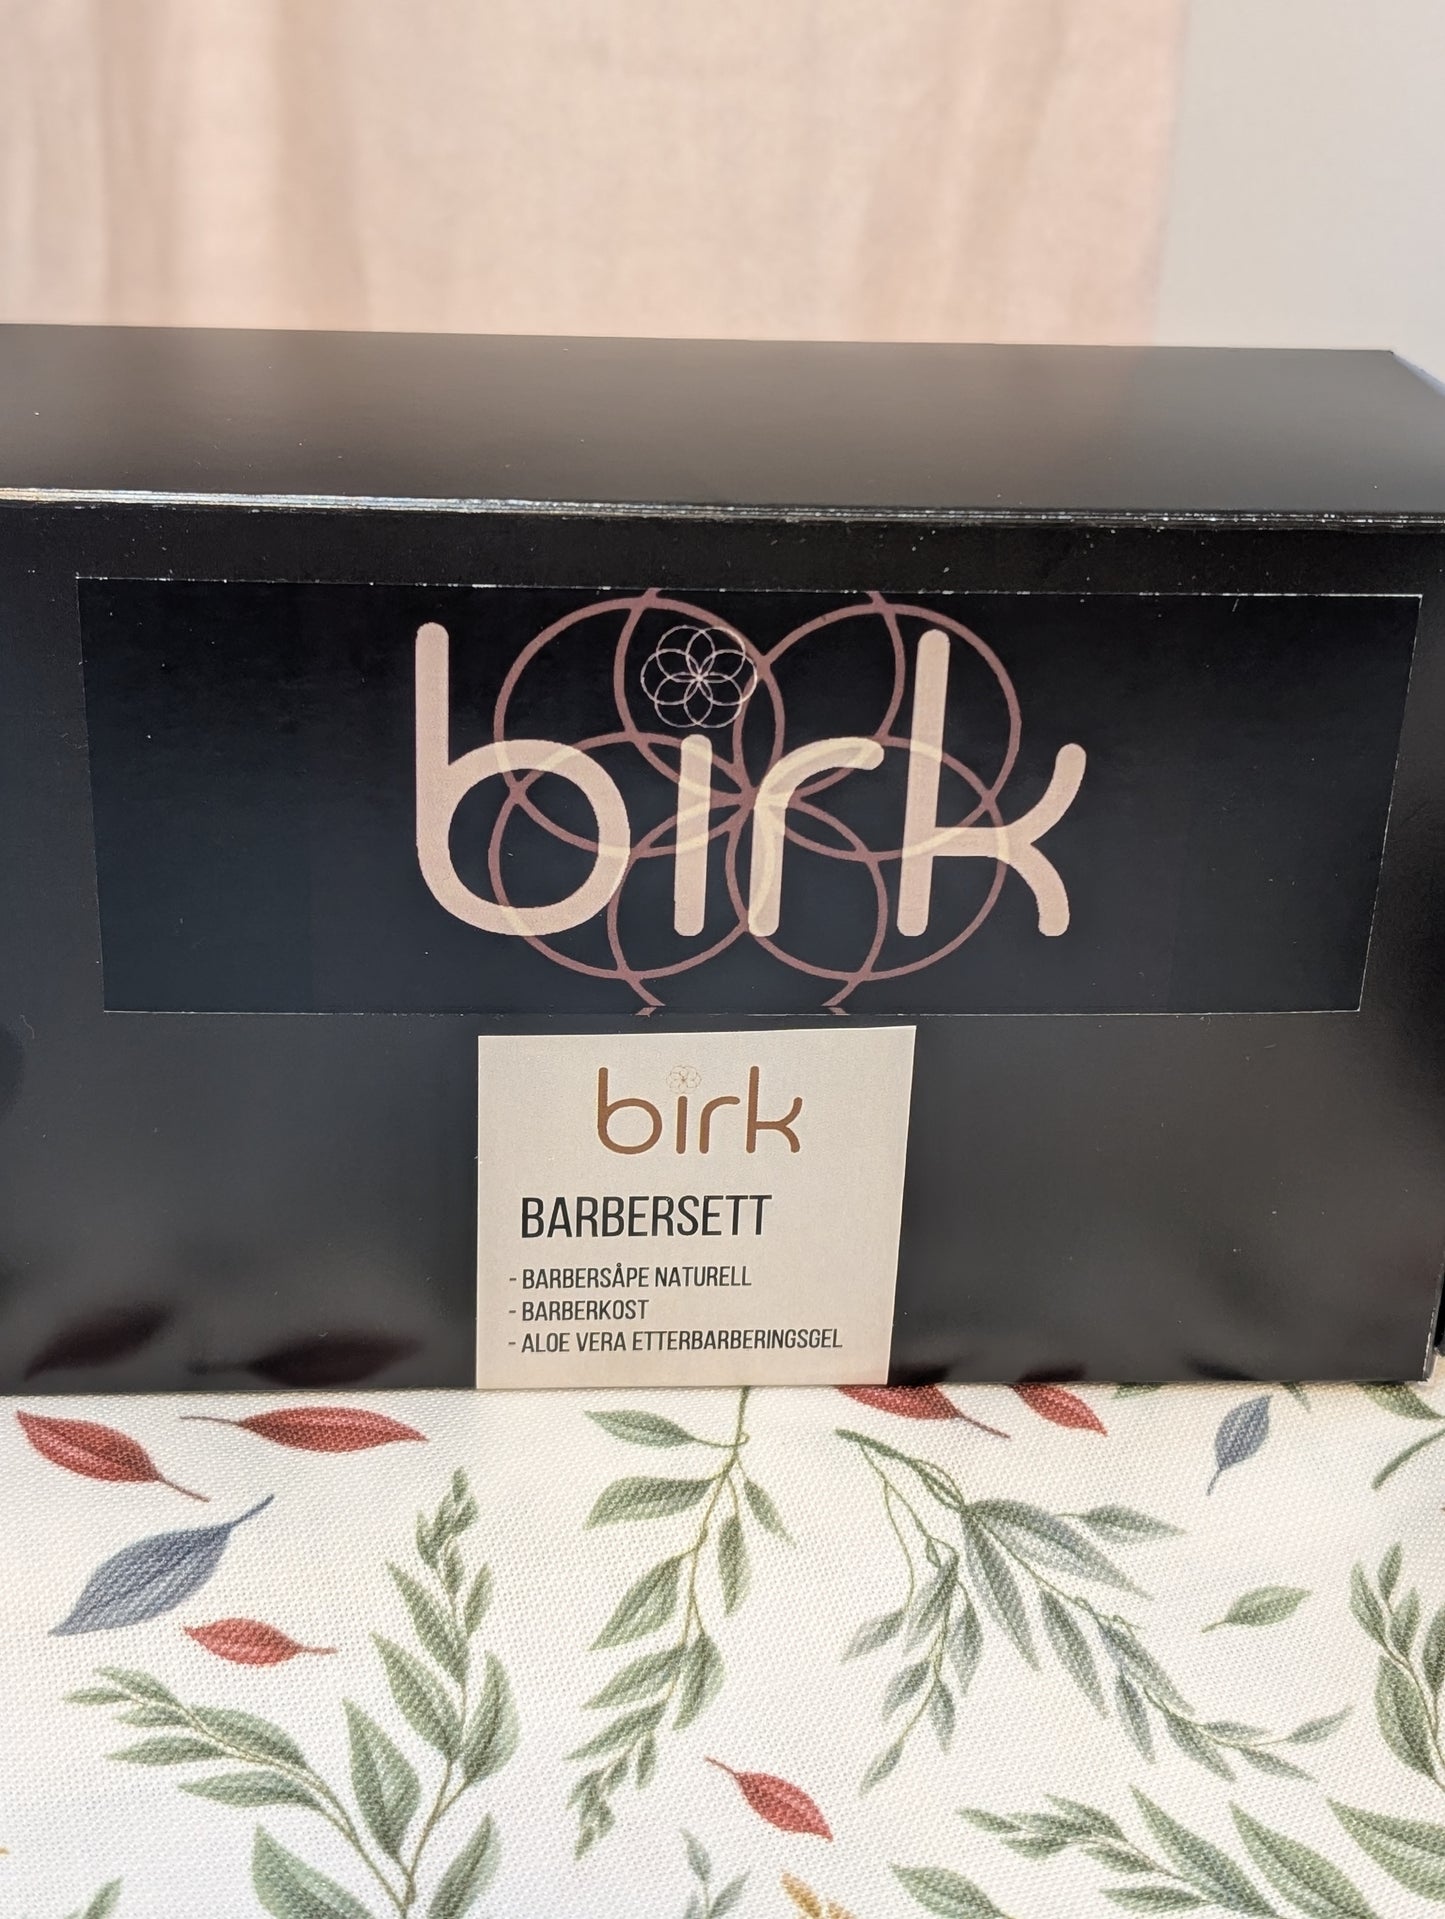 birk
birk
BARBERSETT
- BARBERSÅPE NATURELL
- BARBERKOST
- ALOE VERA ETTERBARBERINGSGEL